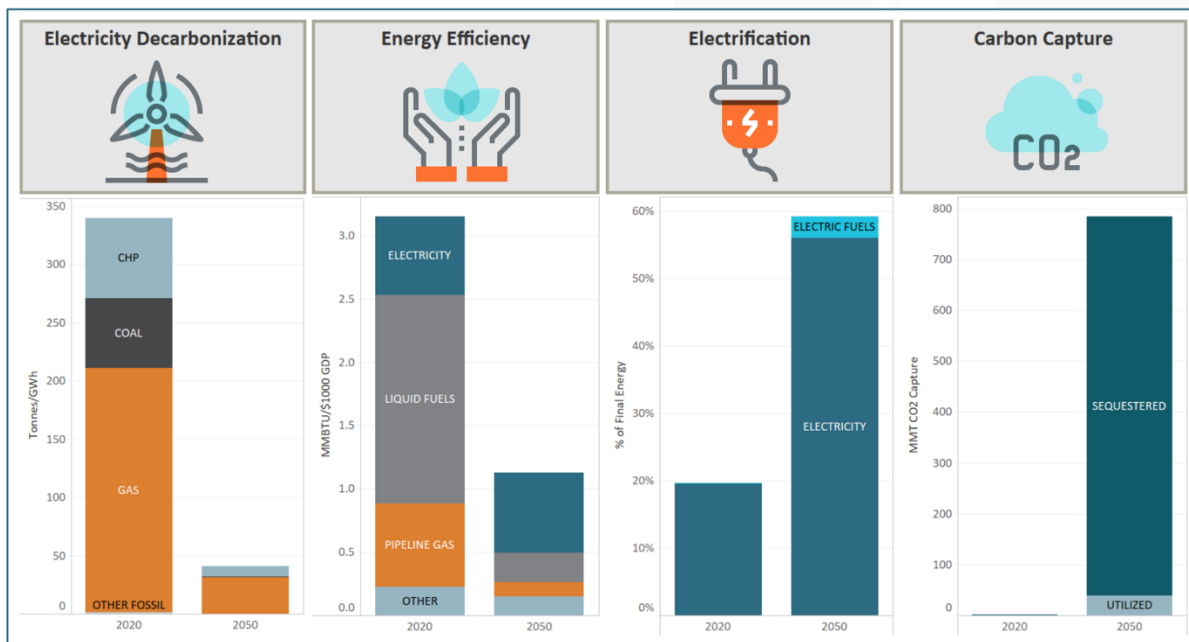 Electricity Decarbonization
Energy Efficiency
Electrification
Carbon Capture
CO2
Tonnes/GWh
350
300
250
200
150
100
50
0
CHP
COAL
GAS
OTHER FOSSIL
2020
2050
MMBTU/$1000 GDP
3.0
2.5
2.0
1.5
1.0
0.5
0.0
ELECTRICITY
LIQUID FUELS
PIPELINE GAS
OTHER
2020
2050
% of Final Energy
60%
50%
40%
30%
20%
10%
0%
ELECTRIC FUELS
ELECTRICITY
2020
2050
MMT CO2 Capture
800
700
600
500
400
300
200
100
0
SEQUESTERED
UTILIZED
2020
2050